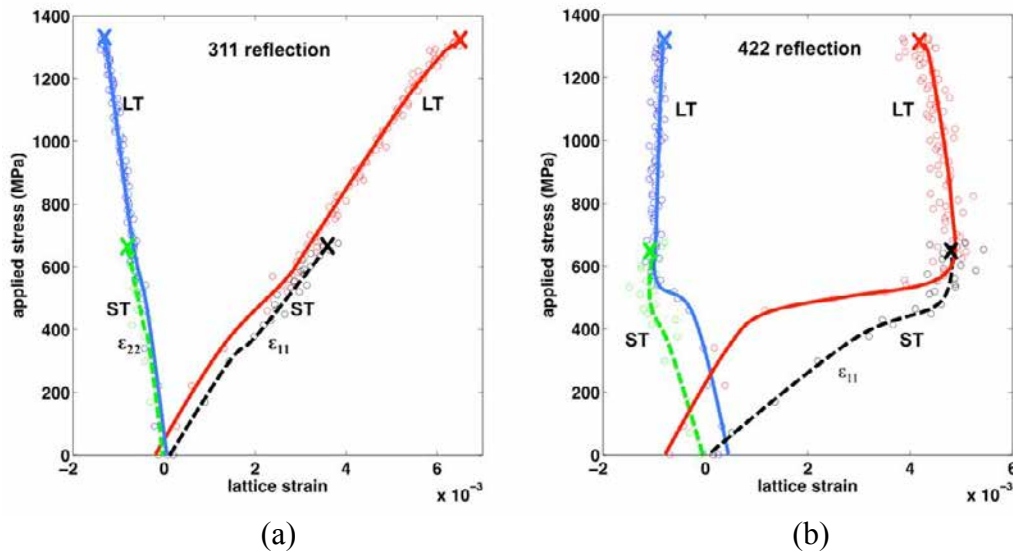 1400
1200
1000
800
600
400
200
0
applied stress (MPa)
311 reflection
LT
LT
ST
ST
ε22
ε11
−2
0
2
4
6
lattice strain
x 10−3
(a)
1400
1200
1000
800
600
400
200
0
applied stress (MPa)
422 reflection
LT
LT
ST
ST
ε11
−2
0
2
4
6
lattice strain
x 10−3
(b)